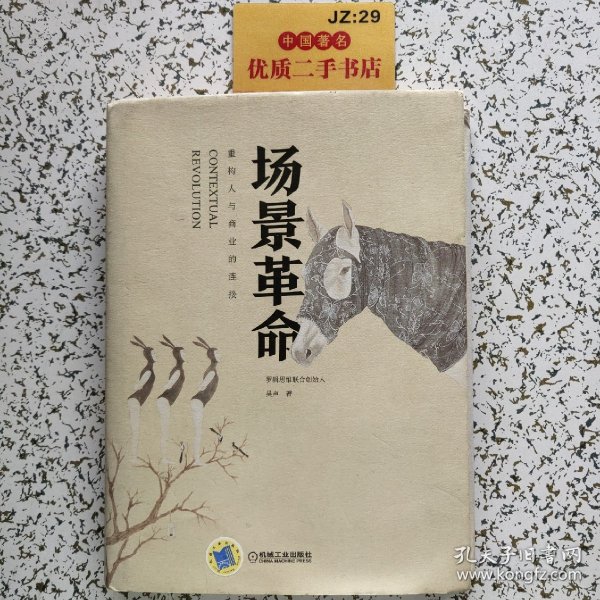 JZ:29
中国著名
优质二手书店
场景革命
重构人与商业的连接
CONTEXTUAL
REVOLUTION
罗辑思维联合创始人
吴声 著
机械工业出版社
CHINA MACHINE PRESS
孔夫子旧书网
www.kongfz.com